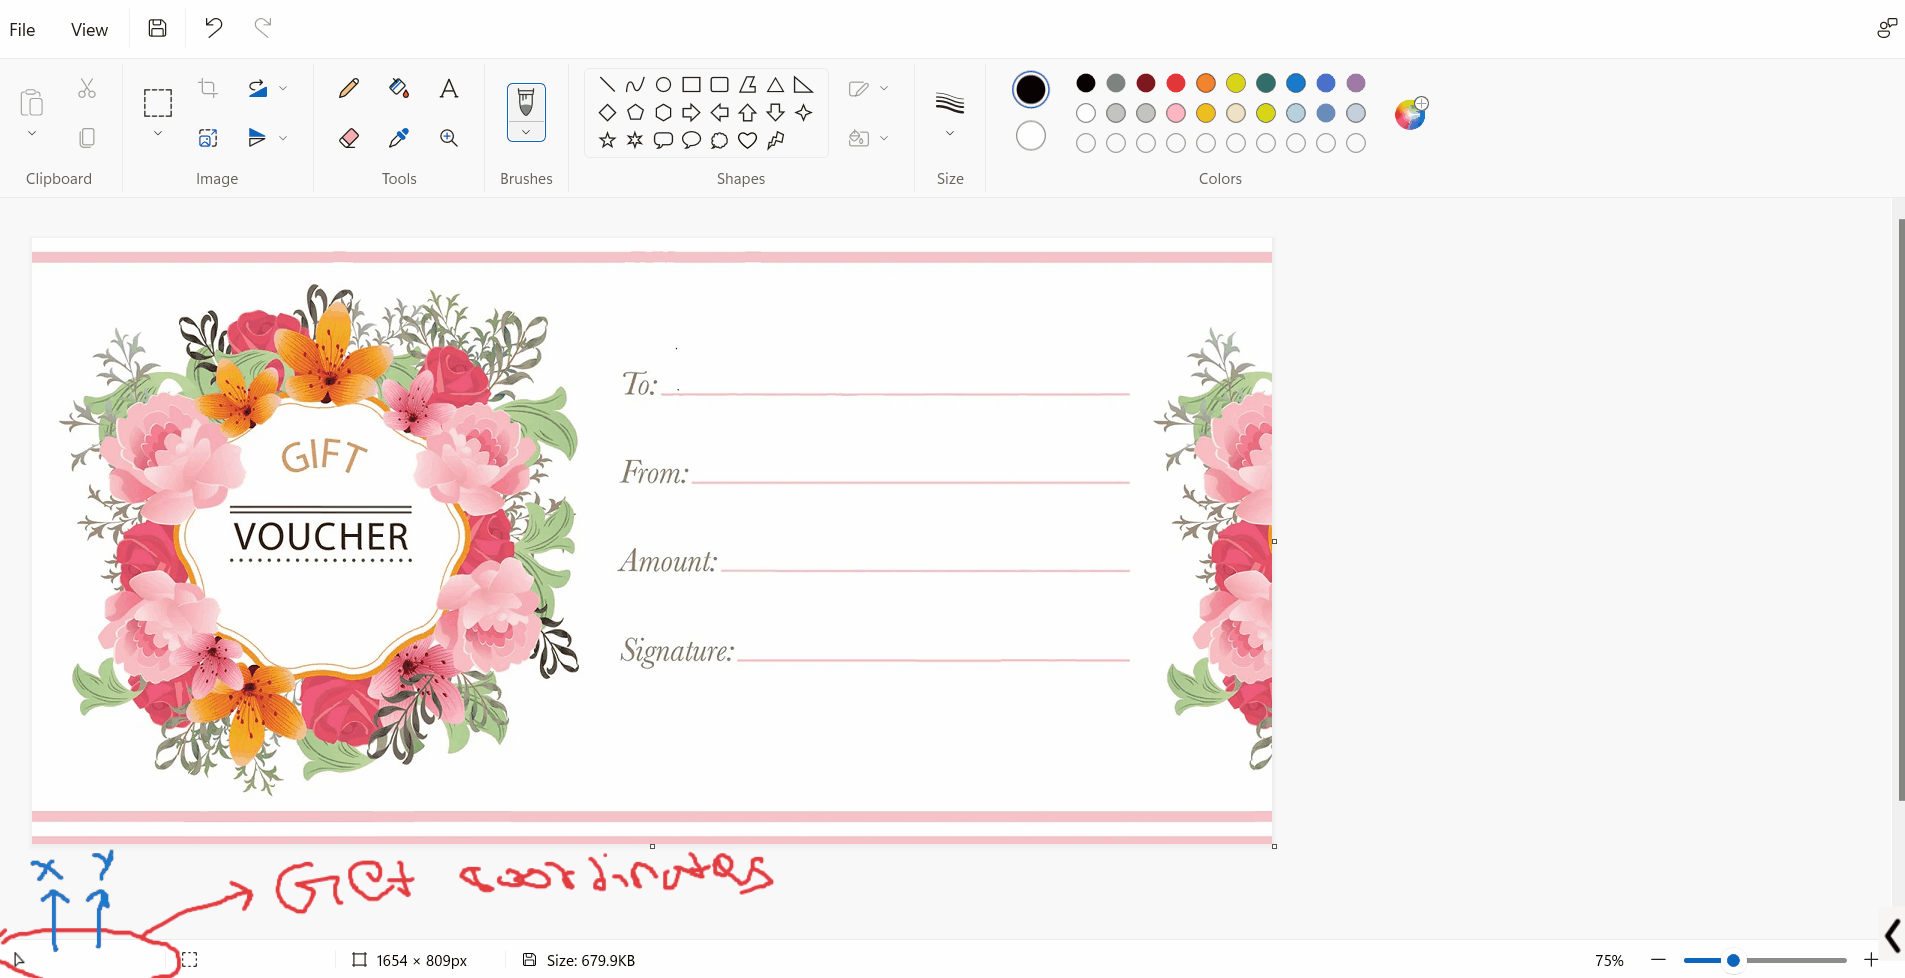 File View
Clipboard Image Tools Brushes Shapes Size Colors
GIFT
VOUCHER
To:
From:
Amount:
Signature:
x y
Get coordinates
1654 × 809px Size: 679.9KB 75%